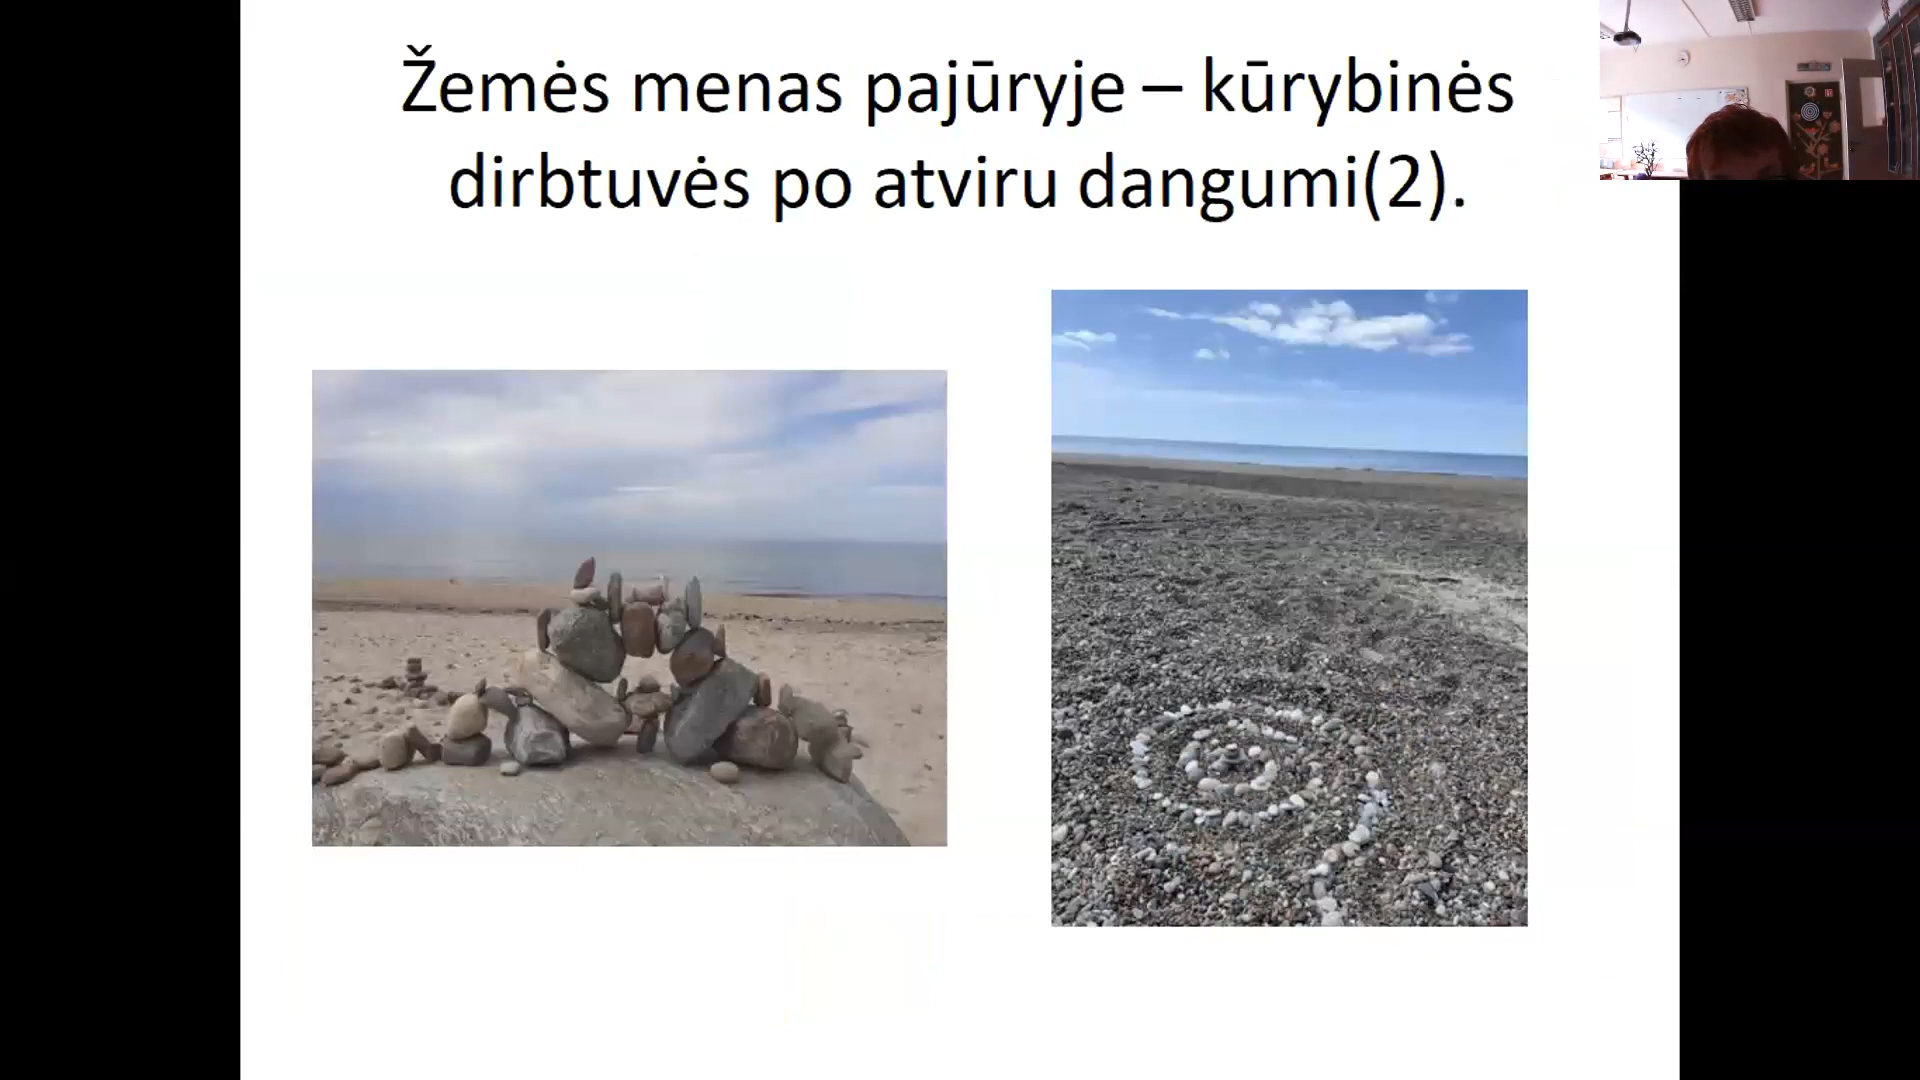 Žemės menas pajūryje – kūrybinės
dirbtuvės po atviru dangumi(2).